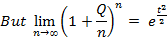 But lim_{n→∞} (1 + Q/n)^n = e^{t²/2}